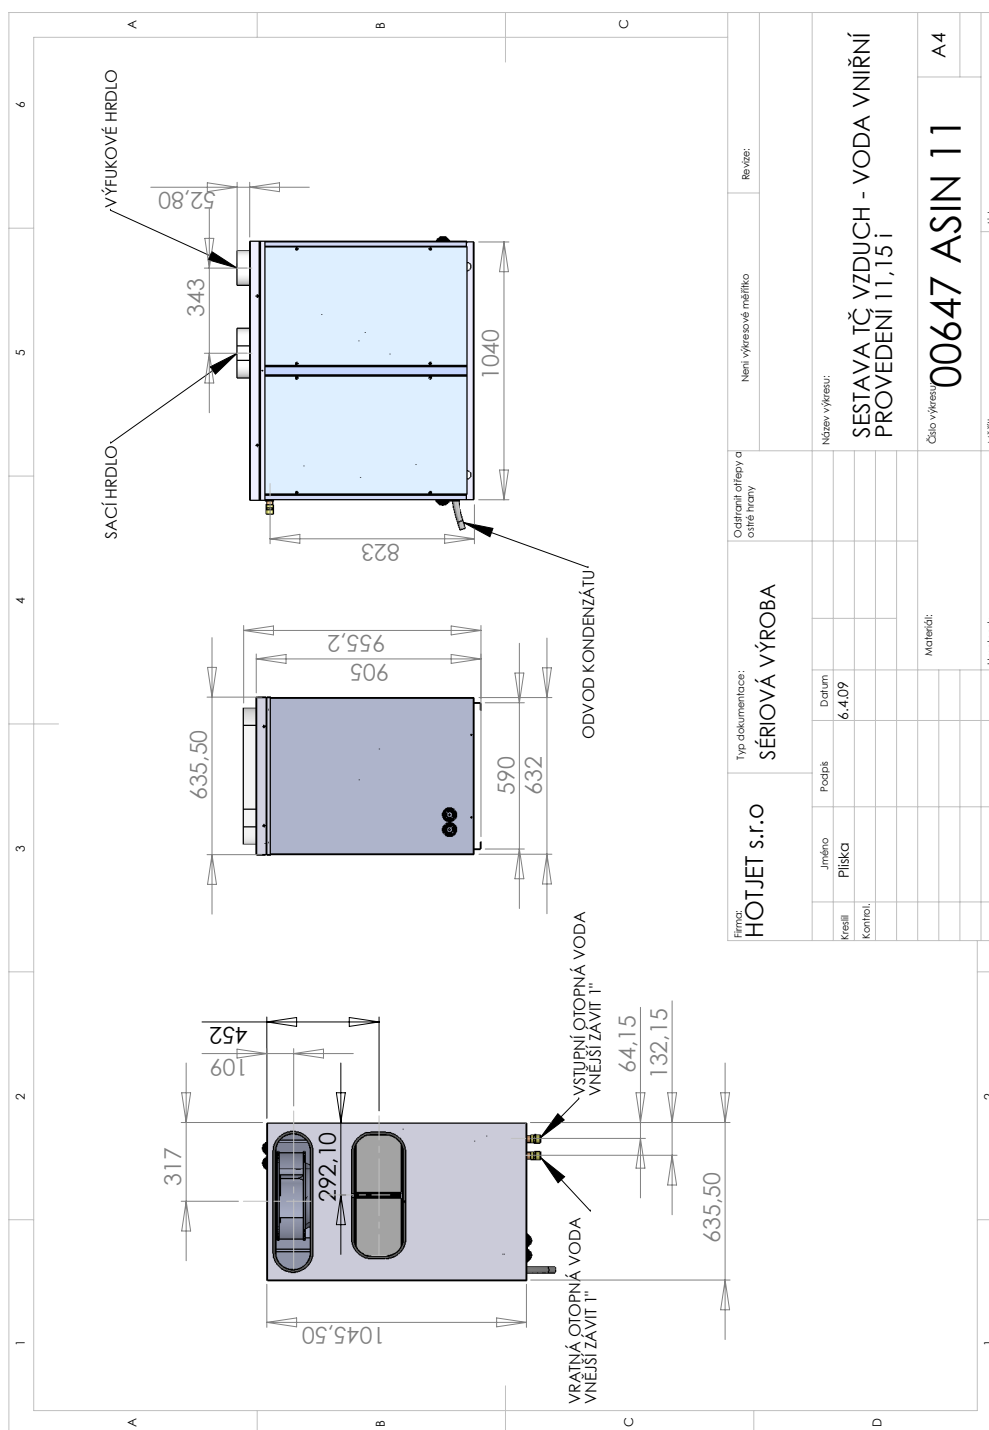 1
2
3
4
5
6
A
B
C
A
B
C
D
1
2
317
109
452
292,10
1045,50
64,15
132,15
635,50
VRATNÁ OTOPNÁ VODA
VNĚJŠÍ ZÁVIT 1"
VSTUPNÍ OTOPNÁ VODA
VNĚJŠÍ ZÁVIT 1"
635,50
955,2
905
590
632
SACÍ HRDLO
VÝFUKOVÉ HRDLO
343
52,80
823
1040
ODVOD KONDENZÁTU
Firma:
HOTJET s.r.o
Typ dokumentace:
SÉRIOVÁ VÝROBA
Odstranit otřepy a
ostré hrany
Není výkresové měřítko
Revize:
Jméno
Podpis
Datum
Kreslil
Pliska
6.4.09
Kontrol.
Název výkresu:
SESTAVA TČ VZDUCH - VODA VNIŘNÍ
PROVEDENÍ 11,15 i
Materiál:
Číslo výkresu:
00647 ASIN 11
A4